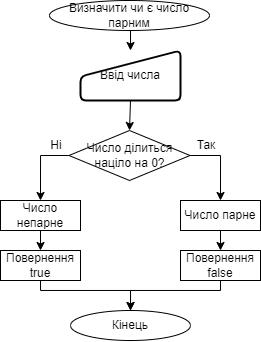 Визначити чи є число
парним
Ввід числа
Число ділиться
націло на 0?
Ні
Так
Число
непарне
Число парне
Повернення
true
Повернення
false
Кінець